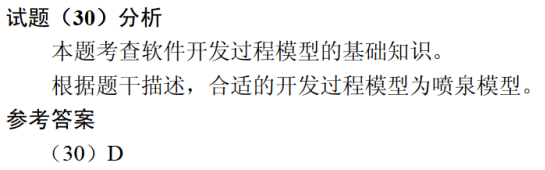 试题（30）分析
本题考查软件开发过程模型的基础知识。
根据题干描述，合适的开发过程模型为喷泉模型。
参考答案
（30）D